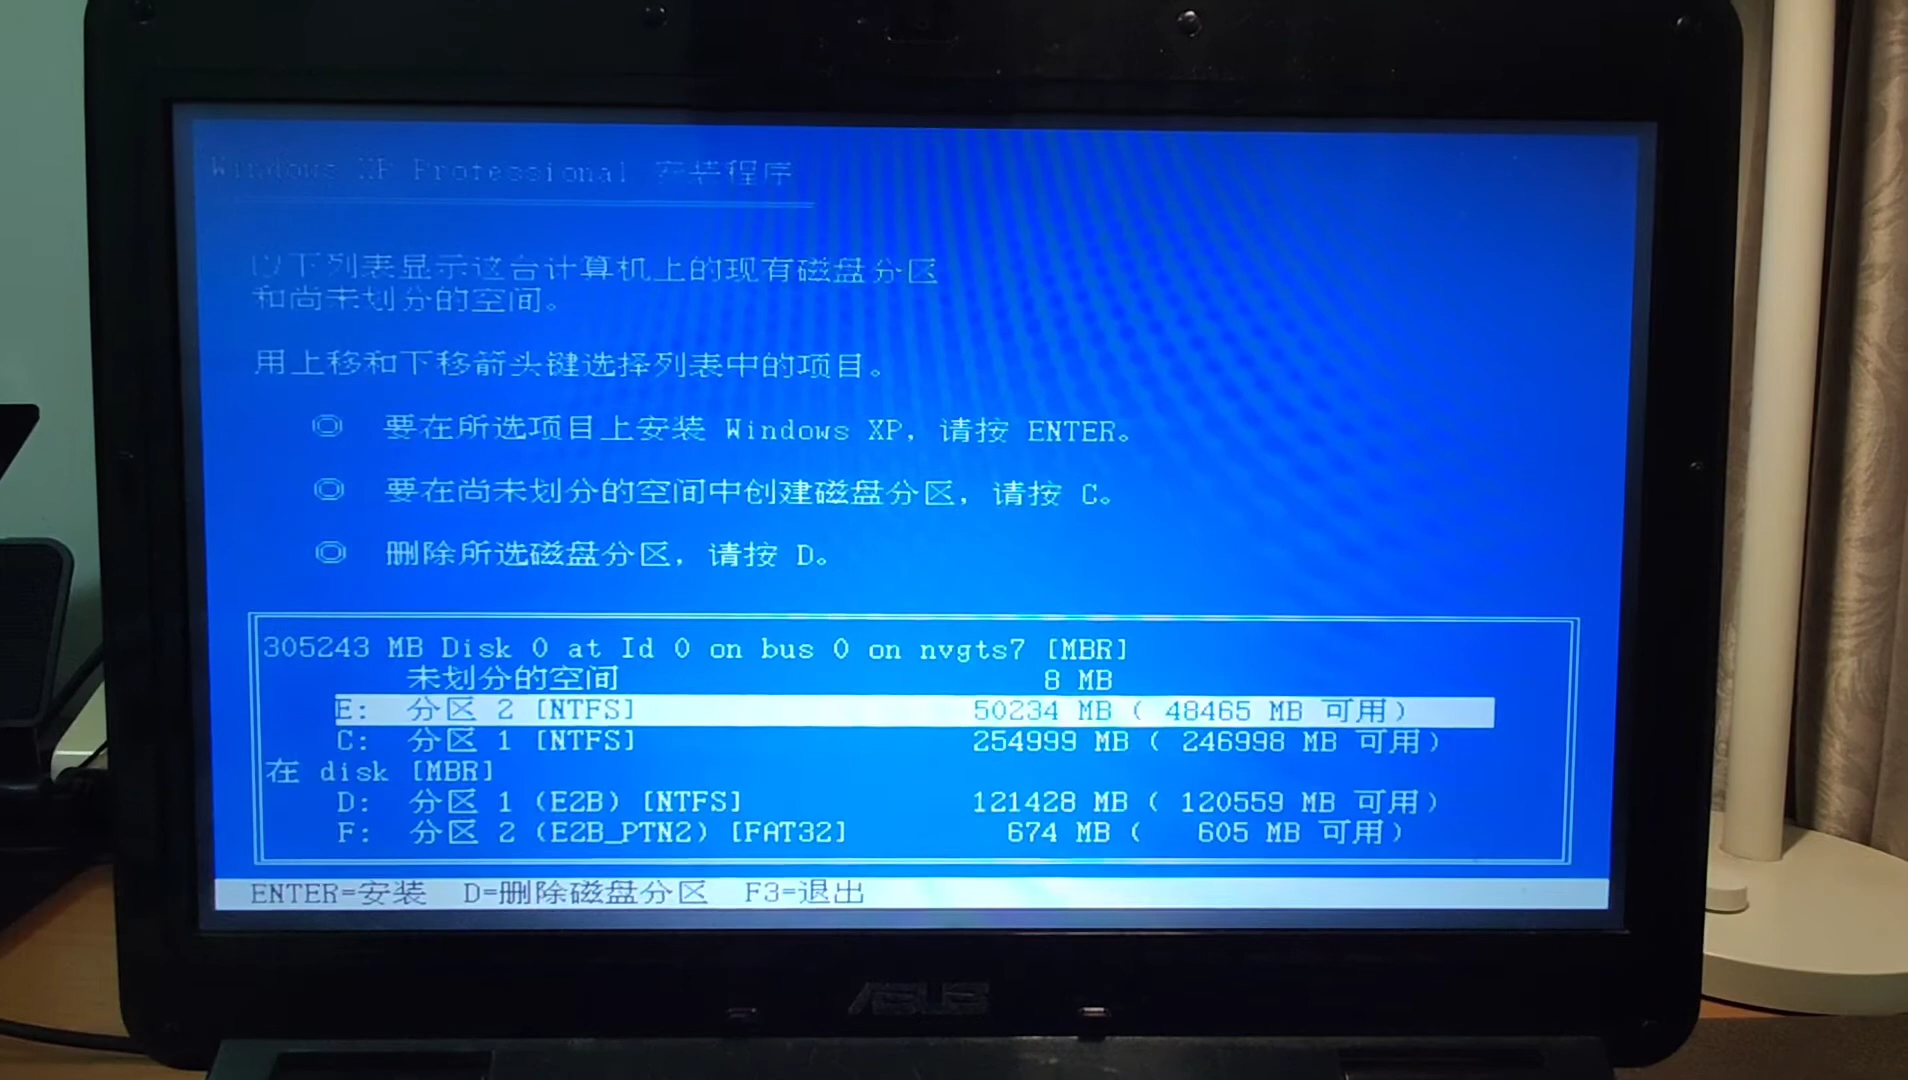 Windows XP Professional 安装程序
以下列表显示这台计算机上的现有磁盘分区
和尚未划分的空间。
用上移和下移箭头键选择列表中的项目。
◎ 要在所选项目上安装 Windows XP，请按 ENTER。
◎ 要在尚未划分的空间中创建磁盘分区，请按 C。
◎ 删除所选磁盘分区，请按 D。
305243 MB Disk 0 at Id 0 on bus 0 on nvgts7 [MBR]
未划分的空间 8 MB
E: 分区 2 [NTFS] 50234 MB ( 48465 MB 可用)
C: 分区 1 [NTFS] 254999 MB ( 246998 MB 可用)
在 disk [MBR]
D: 分区 1 (E2B) [NTFS] 121428 MB ( 120559 MB 可用)
F: 分区 2 (E2B_PTN2) [FAT32] 674 MB ( 605 MB 可用)
ENTER=安装 D=删除磁盘分区 F3=退出
ASUS